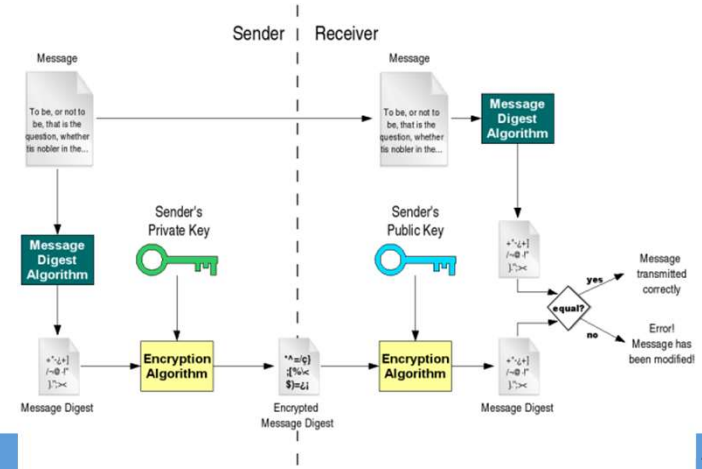 Sender
Receiver
Message
Message
To be, or not to
be, that is the
question, whether
tis nobler in the...
To be, or not to
be, that is the
question, whether
tis nobler in the...
Message
Digest
Algorithm
Sender's
Private Key
Sender's
Public Key
Message
Digest
Algorithm
yes
Message
transmitted
correctly
equal?
no
Error!
Message has
been modified!
Encryption
Algorithm
Encryption
Algorithm
Message Digest
Encrypted
Message Digest
Message Digest